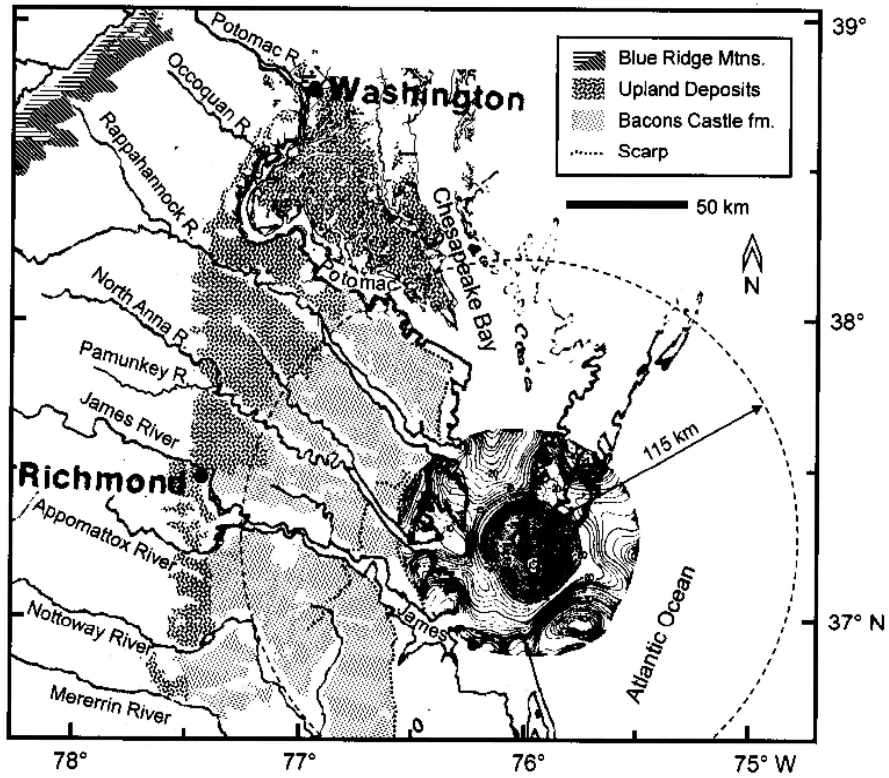 Potomac R.
Washington
Occoquan R.
Rappahannock R.
North Anna R.
Pamunkey R.
James River
Richmond
Appomattox River
Nottoway River
Mererrin River
Potomac
Chesapeake Bay
James
Atlantic Ocean
115 km
Blue Ridge Mtns.
Upland Deposits
Bacons Castle fm.
Scarp
50 km
N
39°
38°
37° N
78°
77°
76°
75° W